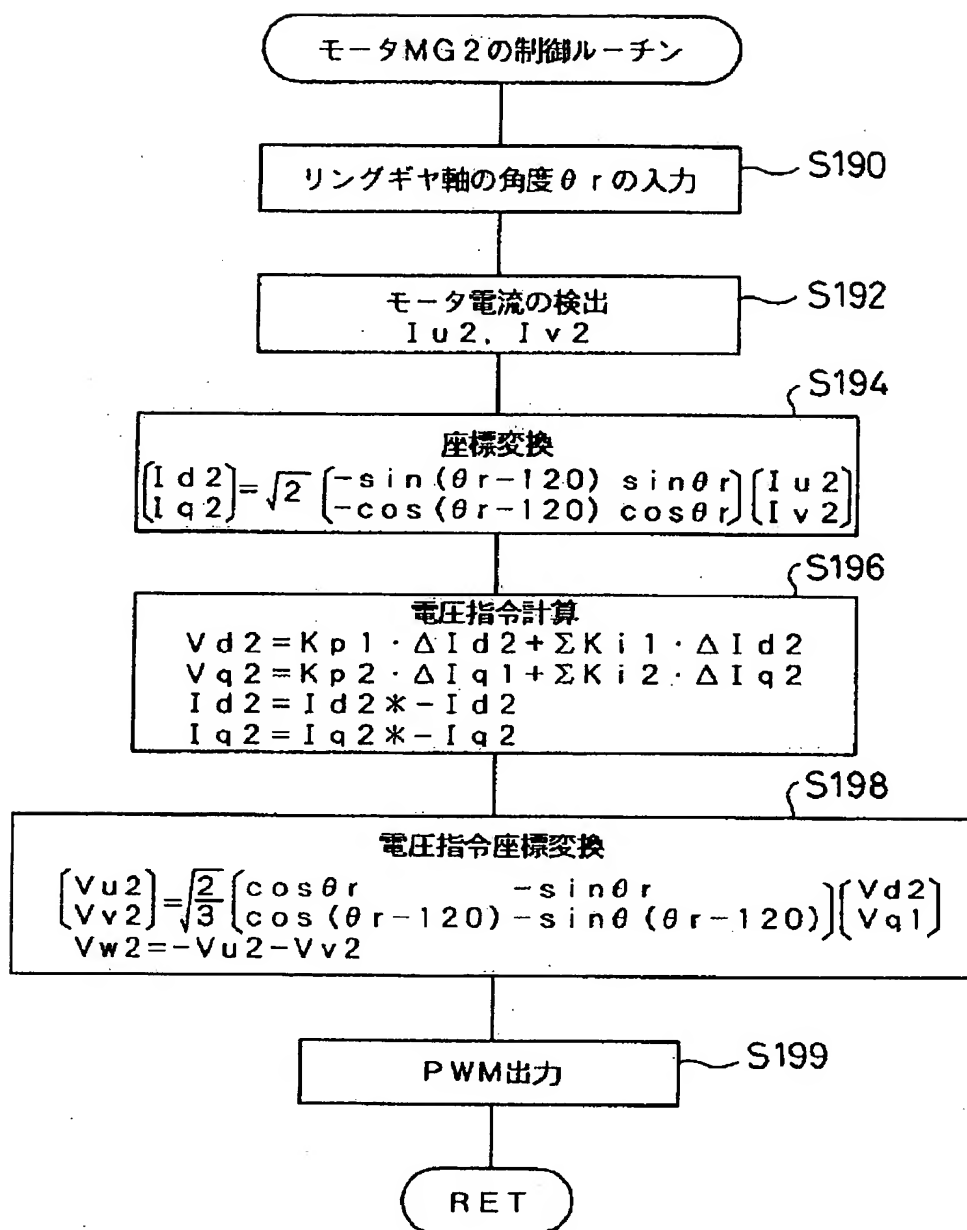 モータMG2の制御ルーチン
リングギヤ軸の角度θrの入力
S190
モータ電流の検出
Iu2, Iv2
S192
S194
座標変換
[Id2]=√2 [-sin(θr-120) sinθr][Iu2]
[Iq2] [-cos(θr-120) cosθr][Iv2]
S196
電圧指令計算
Vd2=Kp1・ΔId2+ΣKi1・ΔId2
Vq2=Kp2・ΔIq1+ΣKi2・ΔIq2
Id2=Id2*-Id2
Iq2=Iq2*-Iq2
S198
電圧指令座標変換
[Vu2]=√2/3 [cosθr -sinθr][Vd2]
[Vv2] [cos(θr-120)-sinθ(θr-120)][Vq1]
Vw2=-Vu2-Vv2
PWM出力
S199
RET